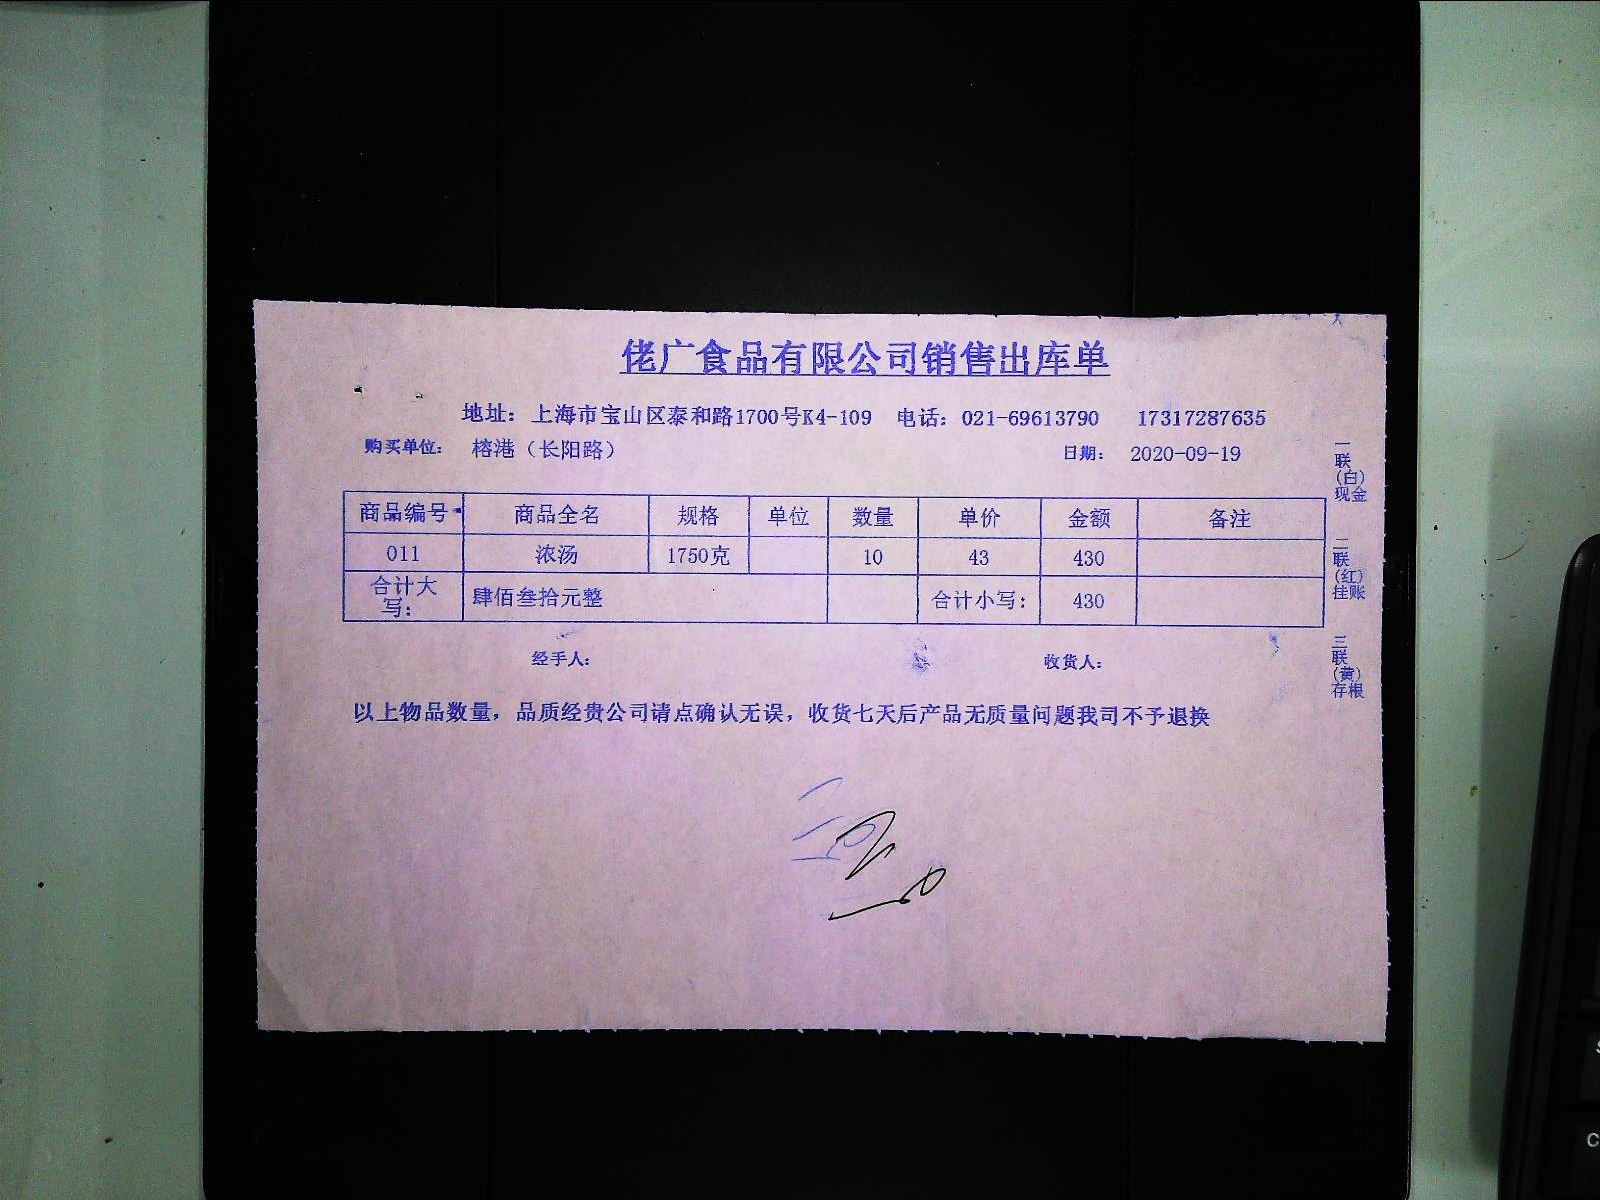 佬广食品有限公司销售出库单
地址：上海市宝山区泰和路1700号K4-109 电话：021-69613790 17317287635
购买单位：榕港（长阳路） 日期：2020-09-19
商品编号 商品全名 规格 单位 数量 单价 金额 备注
011 浓汤 1750克 10 43 430
合计大写： 肆佰叁拾元整 合计小写： 430
经手人： 收货人：
以上物品数量，品质经贵公司请点确认无误，收货七天后产品无质量问题我司不予退换
一联（白）现金
二联（红）挂账
三联（黄）存根